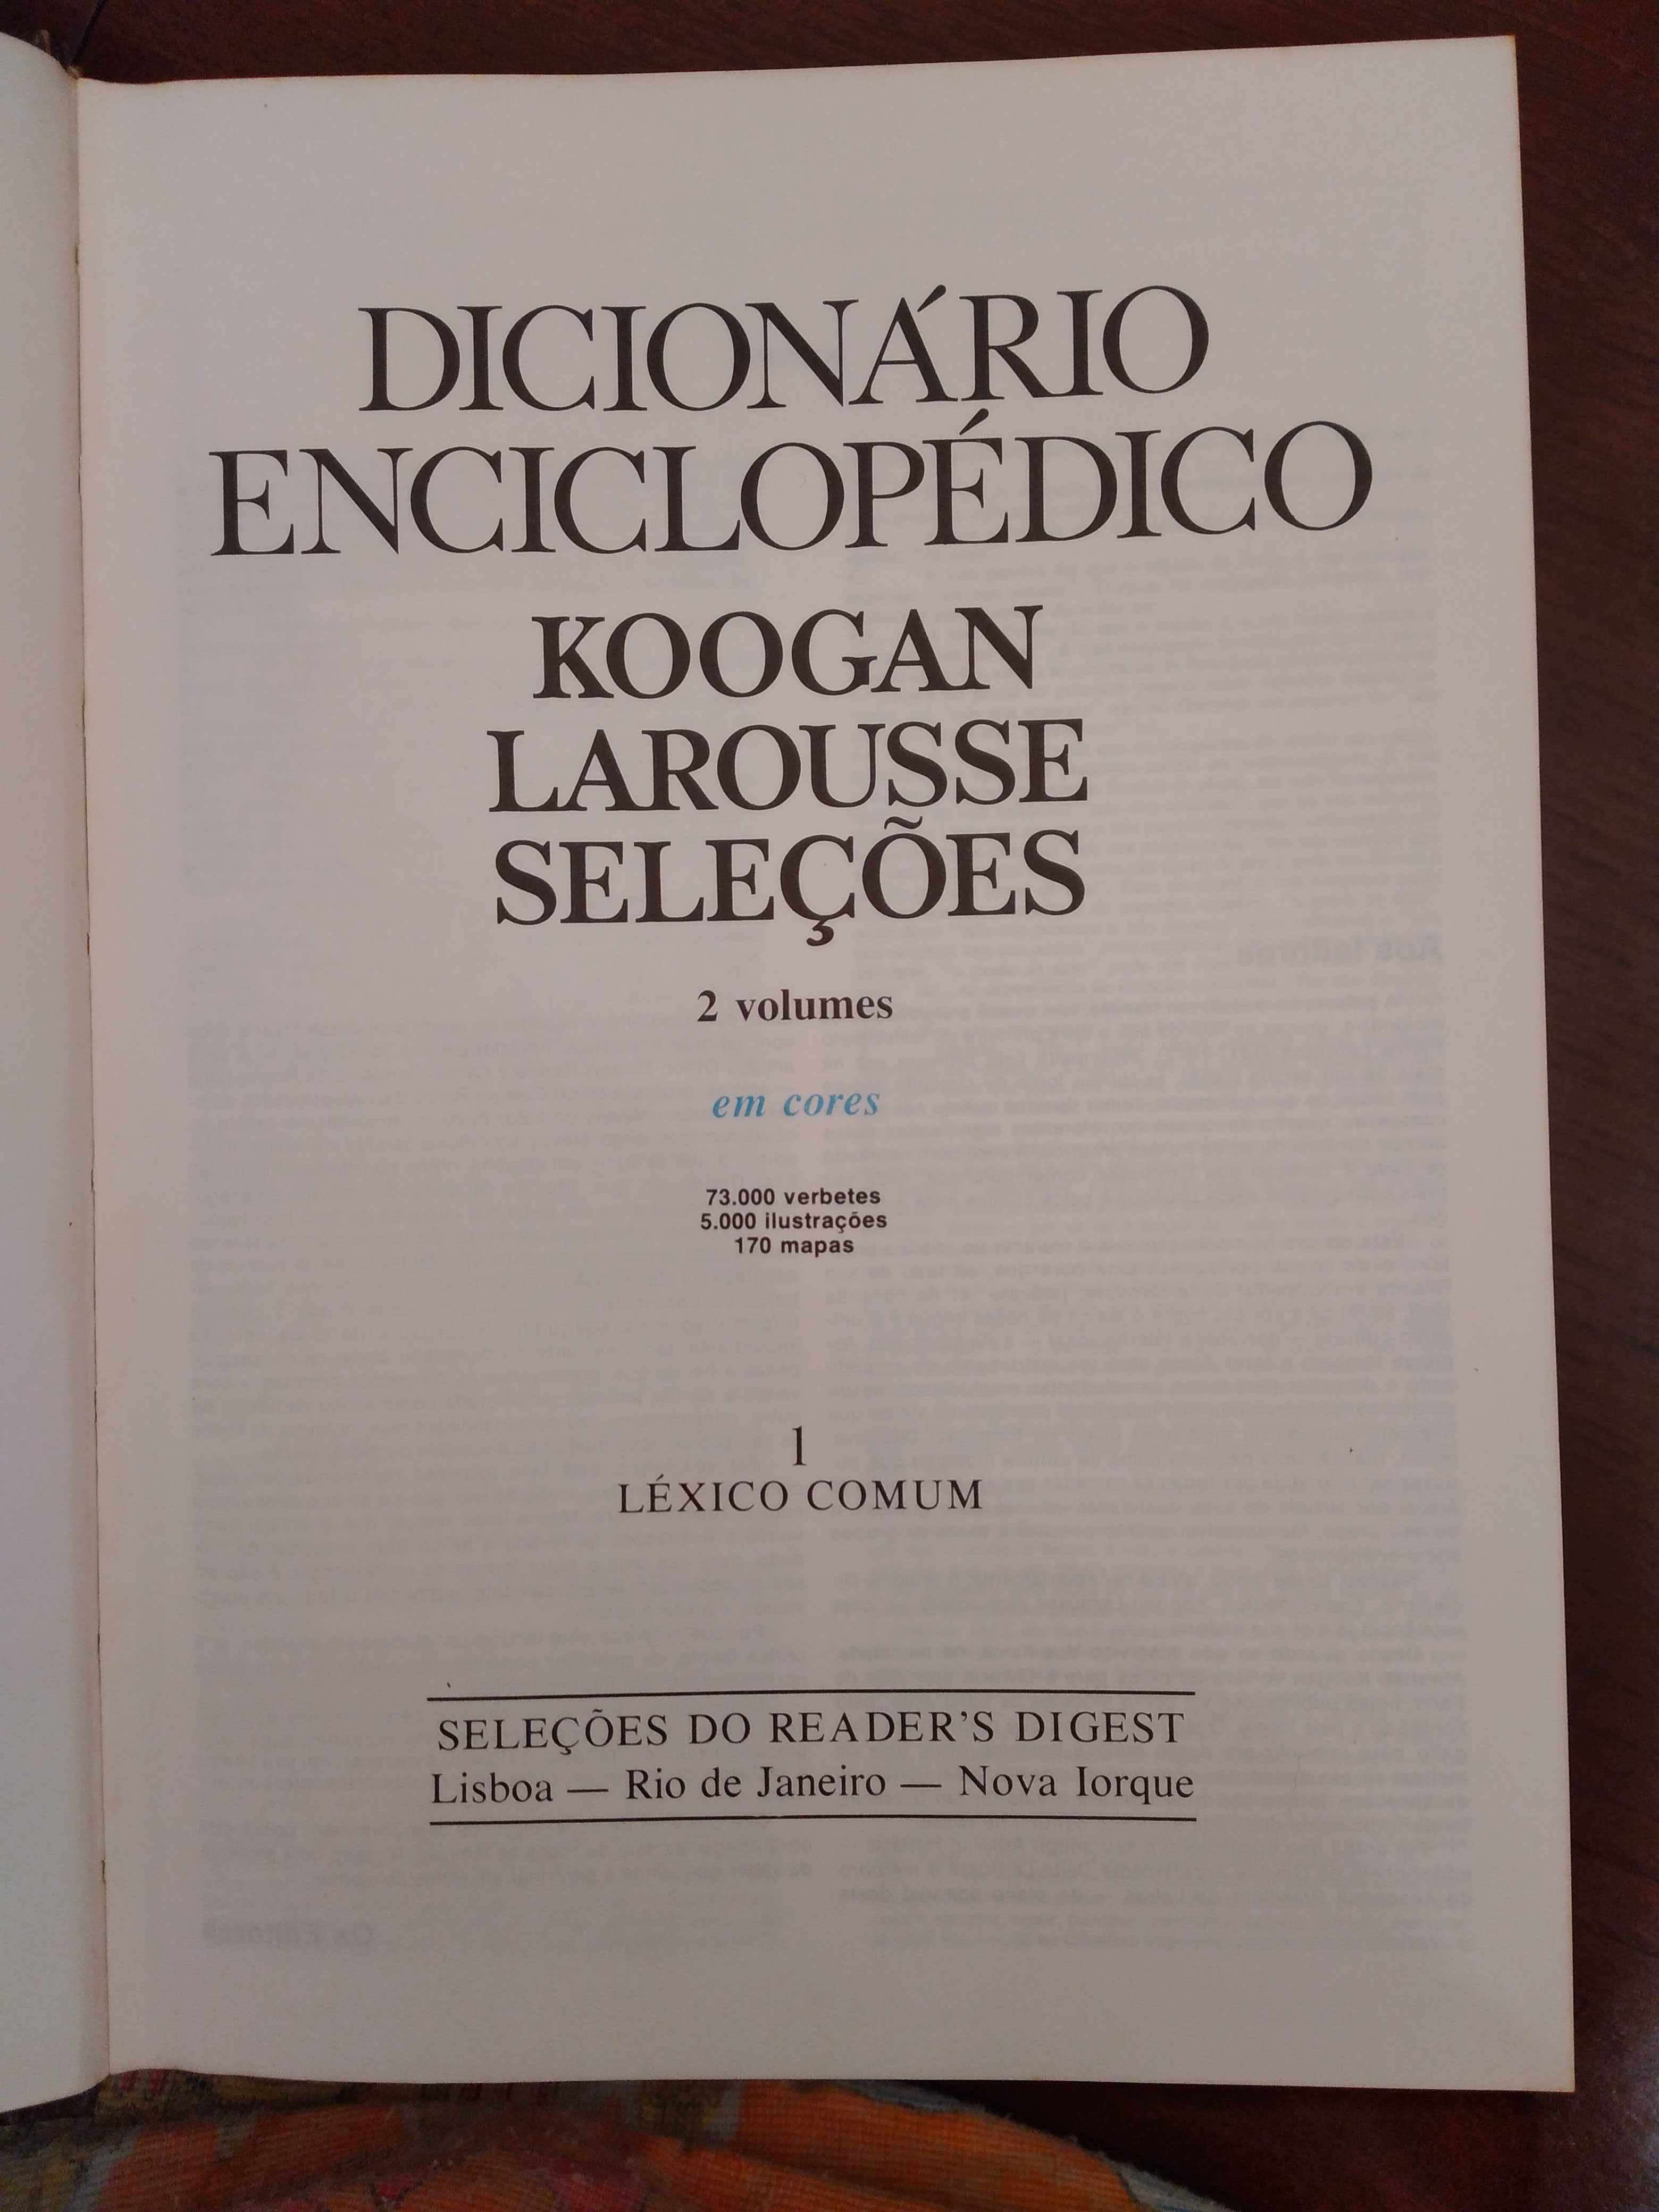 DICIONÁRIO
ENCICLOPÉDICO
KOOGAN
LAROUSSE
SELEÇÕES
2 volumes
em cores
73.000 verbetes
5.000 ilustrações
170 mapas
1
LÉXICO COMUM
SELEÇÕES DO READER'S DIGEST
Lisboa — Rio de Janeiro — Nova Iorque